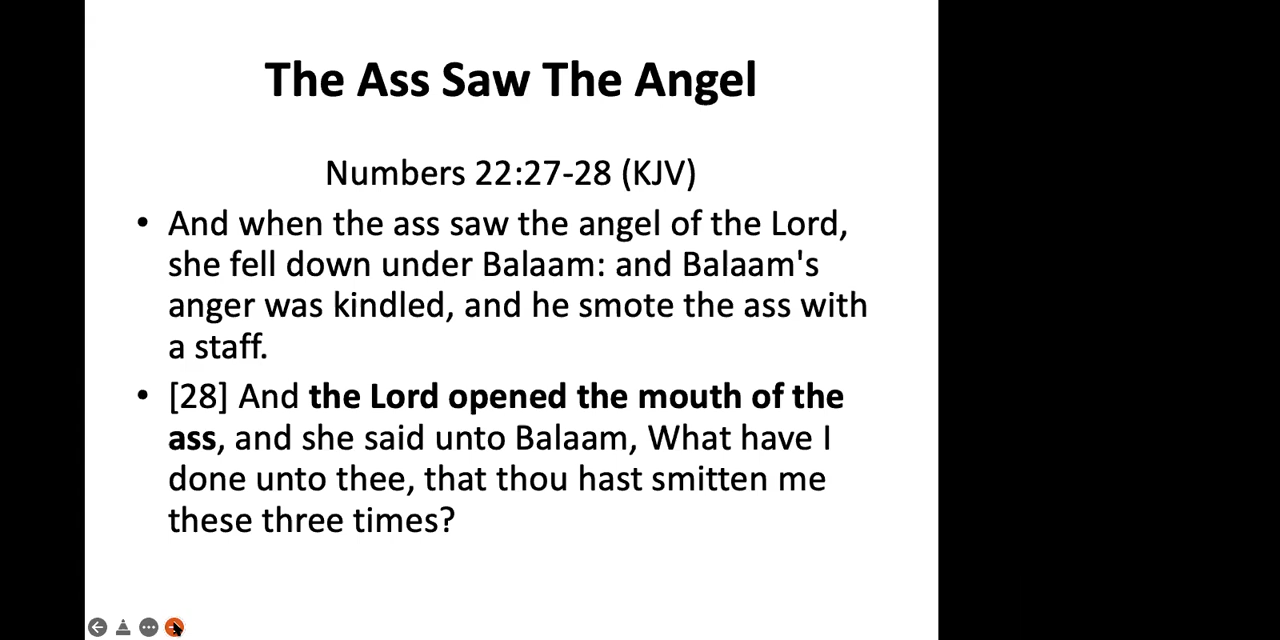 The Ass Saw The Angel
Numbers 22:27-28 (KJV)
• And when the ass saw the angel of the Lord,
she fell down under Balaam: and Balaam's
anger was kindled, and he smote the ass with
a staff.
• [28] And the Lord opened the mouth of the
ass, and she said unto Balaam, What have I
done unto thee, that thou hast smitten me
these three times?